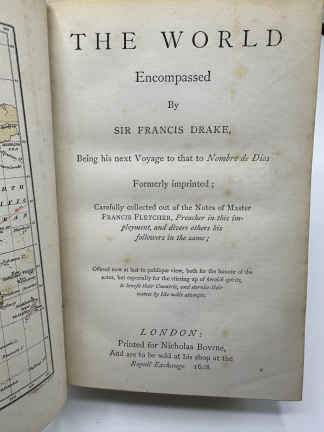 THE WORLD
Encompassed
By
SIR FRANCIS DRAKE,
Being his next Voyage to that to Nombre de Dios
Formerly imprinted;
Carefully collected out of the Notes of Master
FRANCIS FLETCHER, Preacher in this im-
ployment, and divers others his
followers in the same;
Offered now at last to publique view, both for the honour of the
actor, but especially for the stirring up of heroick spirits,
to benefit their Countrie, and eternize their
names by like noble attempts.
LONDON:
Printed for Nicholas Bovrne,
And are to be sold at his shop at the
Royall Exchange. 1628.